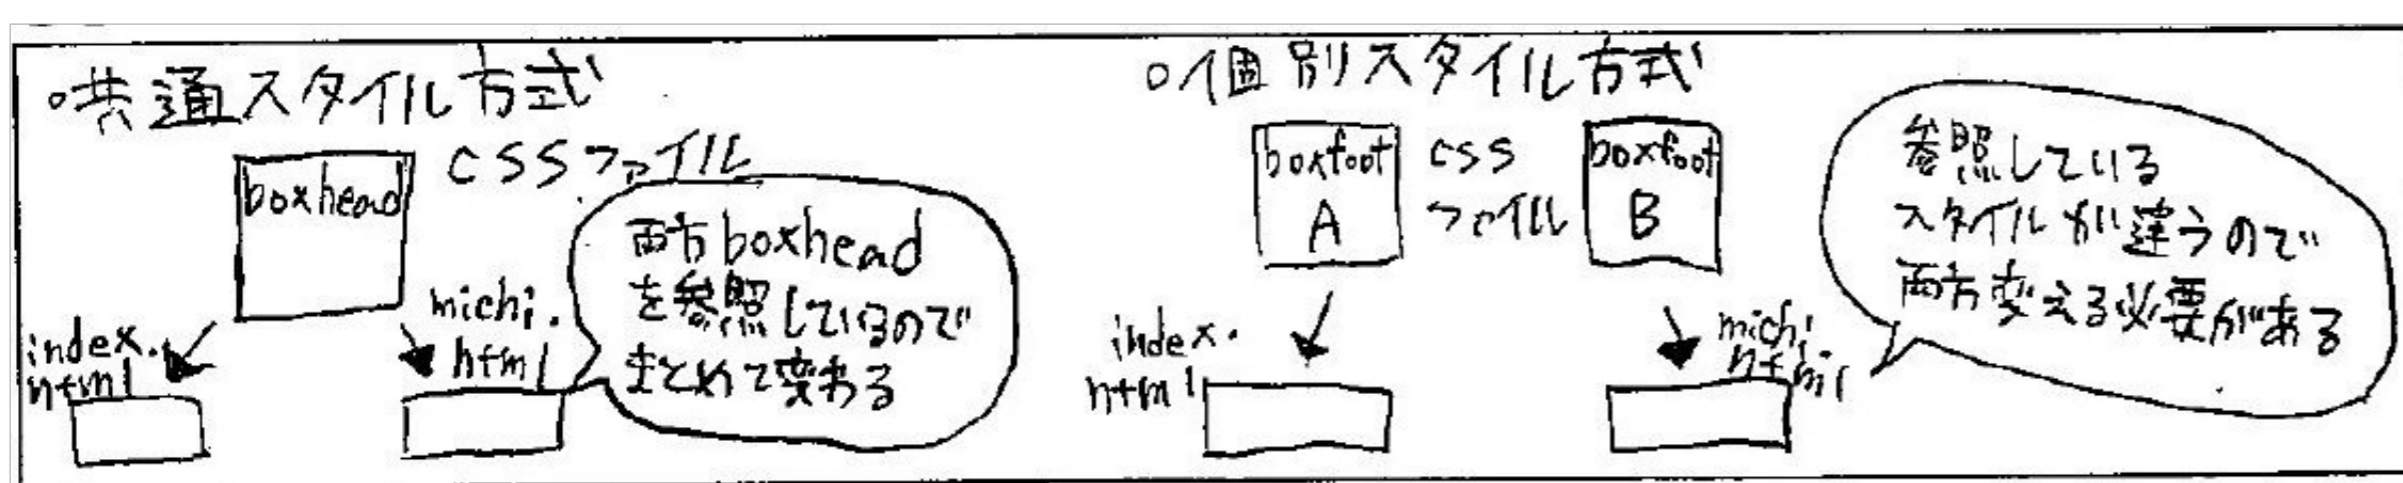 ○共通スタイル方式
boxhead
CSSファイル
index.
html
michi.
html
両方boxhead
を参照しているので
まとめて変わる
○個別スタイル方式
boxfoot
A
CSS
ファイル
boxfoot
B
index.
html
michi
html
参照している
スタイルが違うので
両方変える必要がある